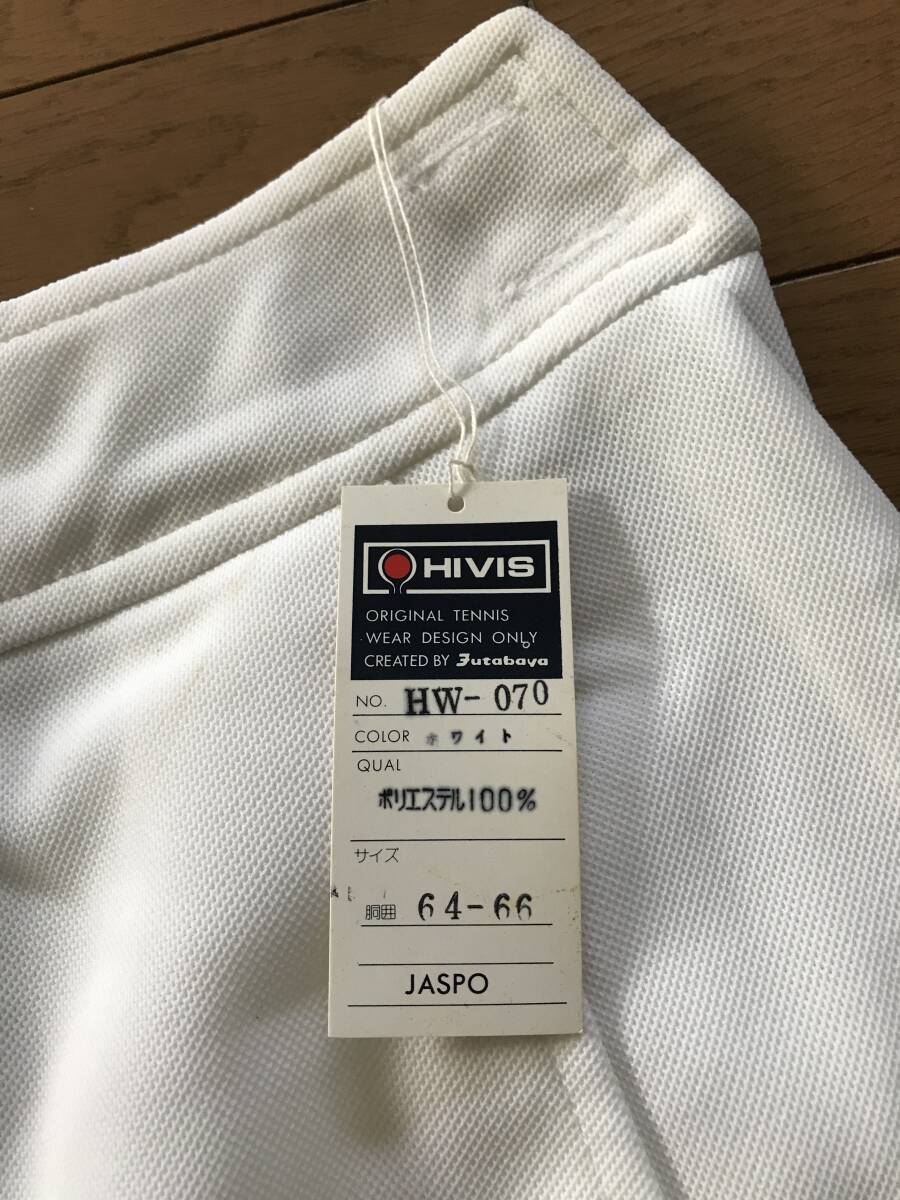 HIVIS
ORIGINAL TENNIS
WEAR DESIGN ONLY
CREATED BY Futabaya
NO. HW-070
COLOR ホワイト
QUAL
ポリエステル100%
サイズ
胴囲 64-66
JASPO